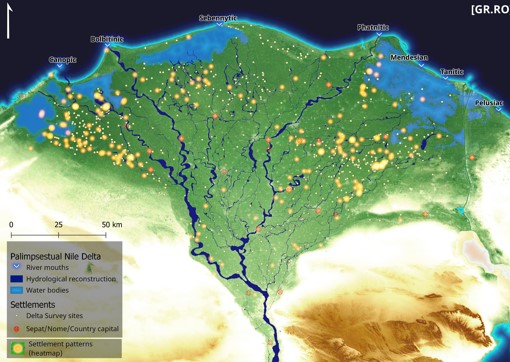 [GR.RO
Sebennytic
Bolbitinic
Phatnitic
Canopic
Mendesian
Tanitic
Pelusiac
0 25 50 km
Palimpsestual Nile Delta
River mouths
Hydrological reconstruction
Water bodies
Settlements
Delta Survey sites
Sepat/Nome/Country capital
Settlement patterns
(heatmap)